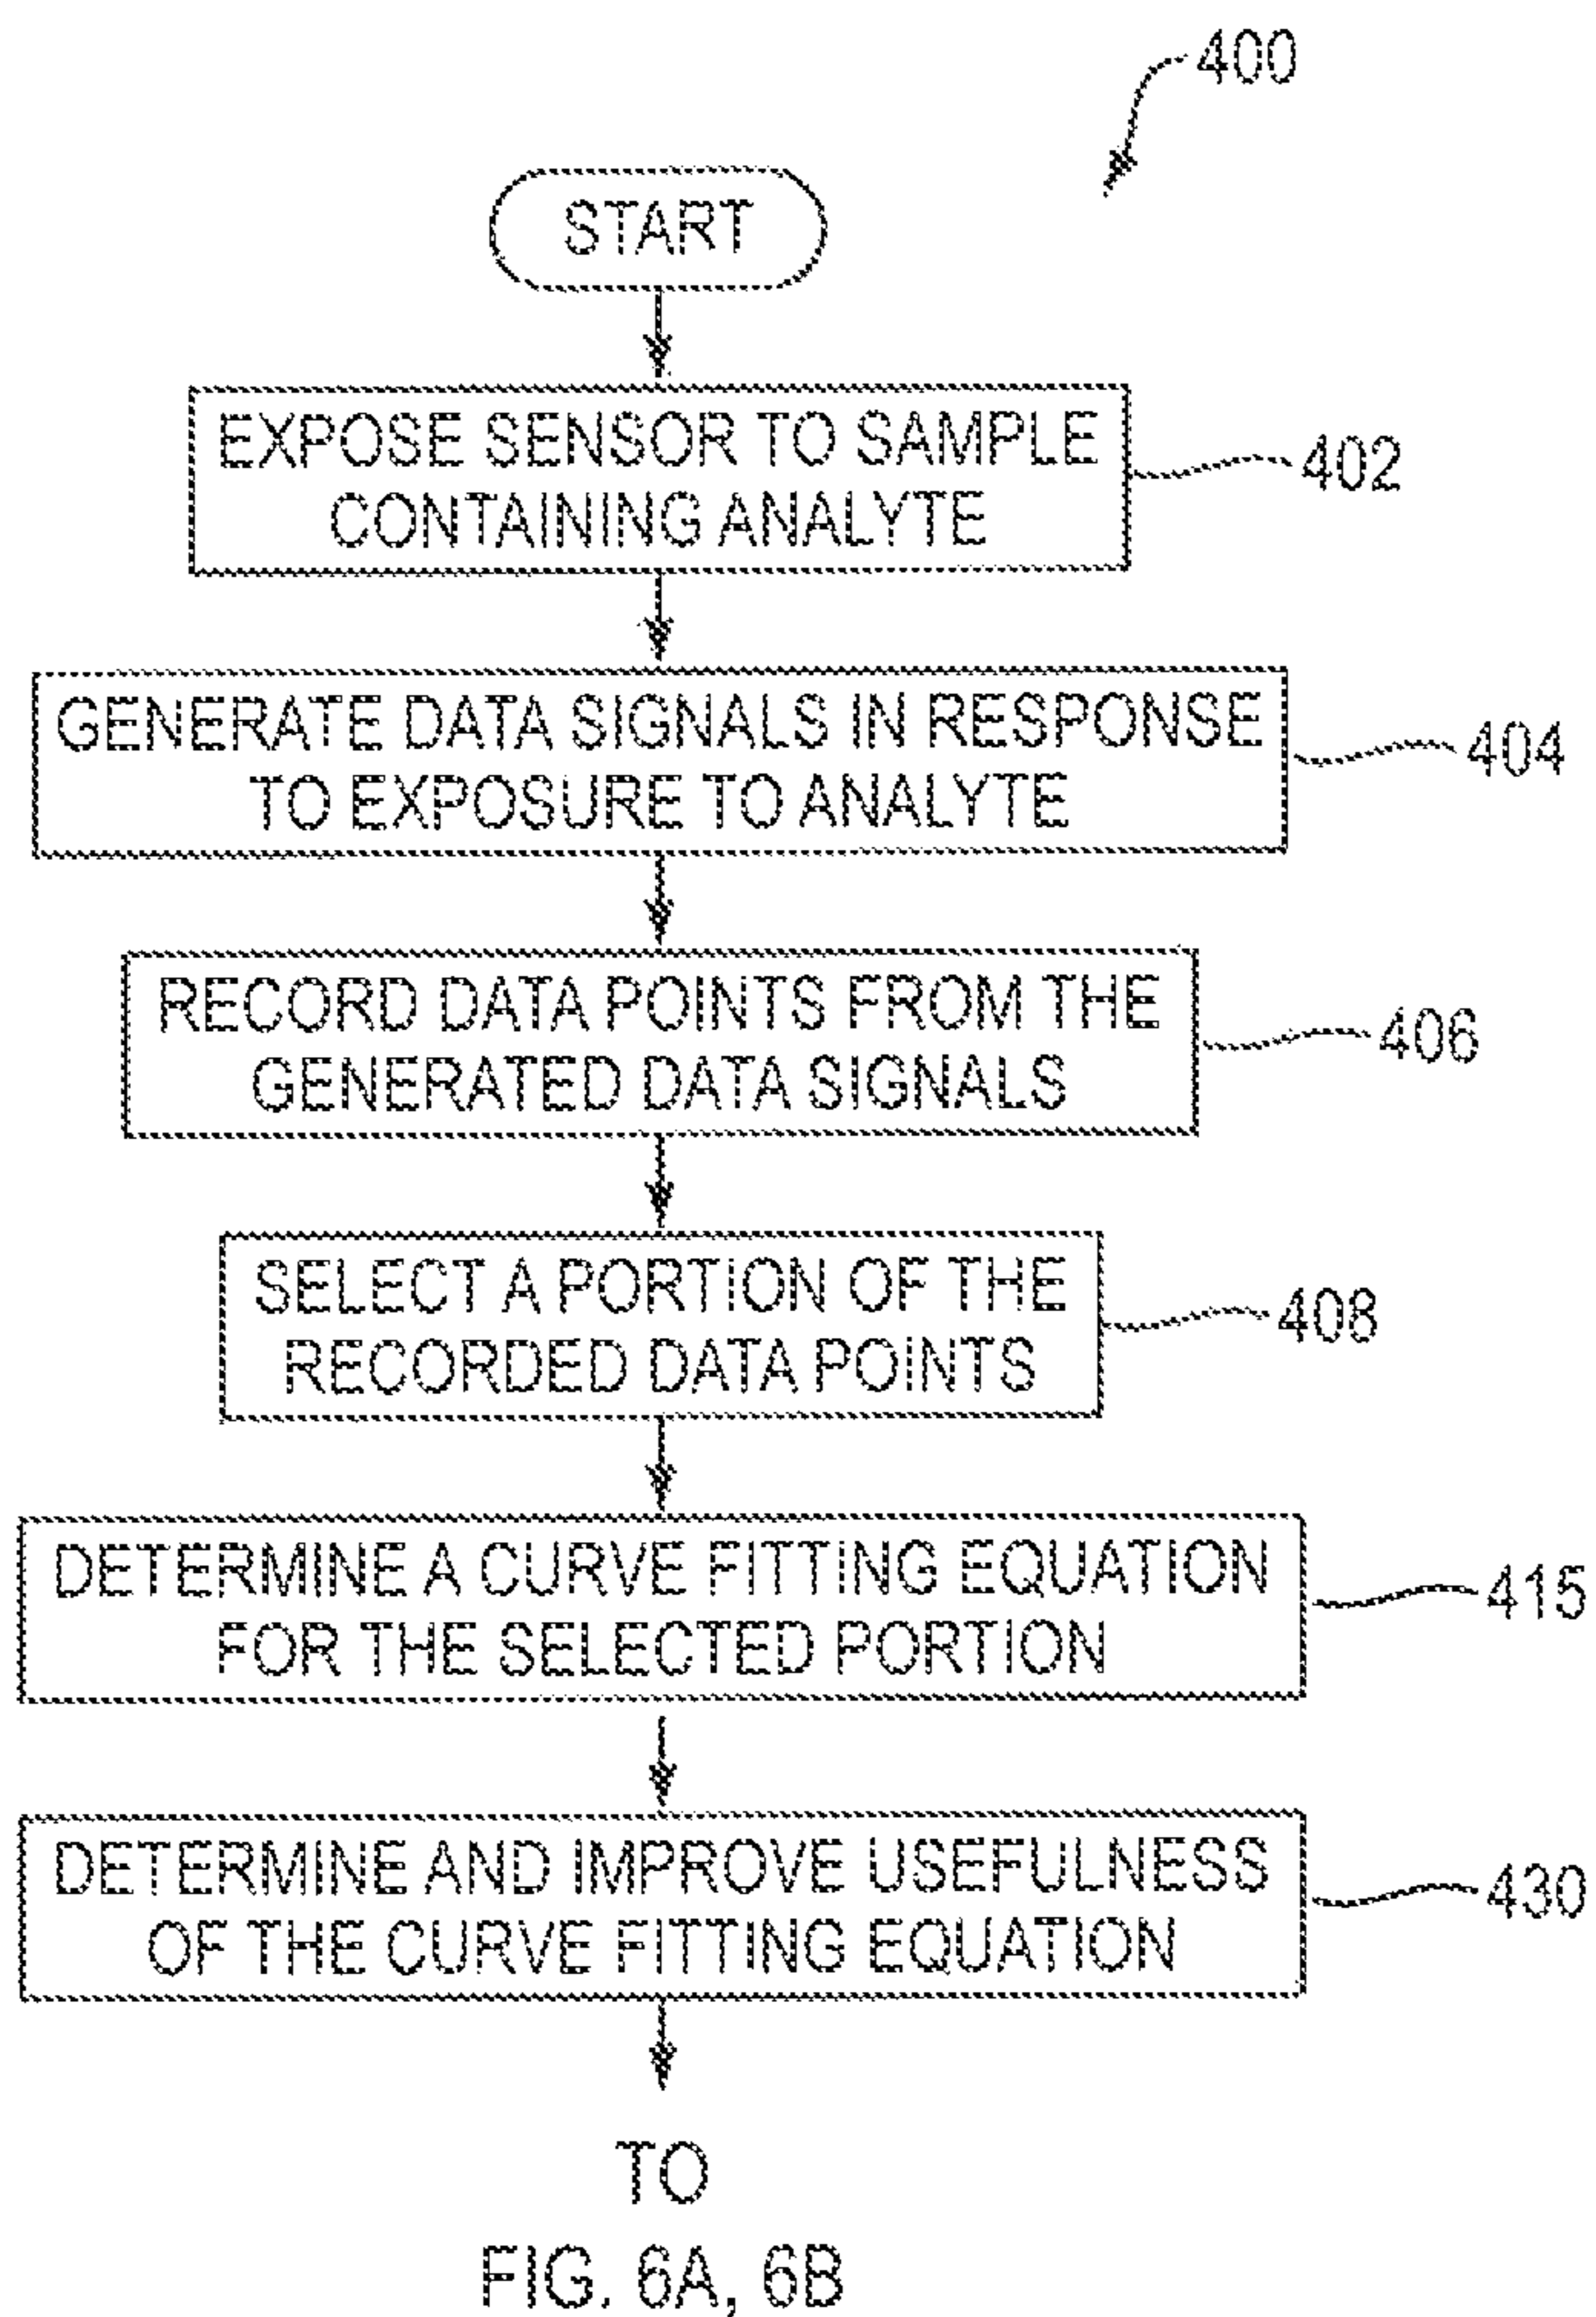 400
START
EXPOSE SENSOR TO SAMPLE
CONTAINING ANALYTE
402
GENERATE DATA SIGNALS IN RESPONSE
TO EXPOSURE TO ANALYTE
404
RECORD DATA POINTS FROM THE
GENERATED DATA SIGNALS
406
SELECT A PORTION OF THE
RECORDED DATA POINTS
408
DETERMINE A CURVE FITTING EQUATION
FOR THE SELECTED PORTION
415
DETERMINE AND IMPROVE USEFULNESS
OF THE CURVE FITTING EQUATION
430
TO
FIG. 6A, 6B